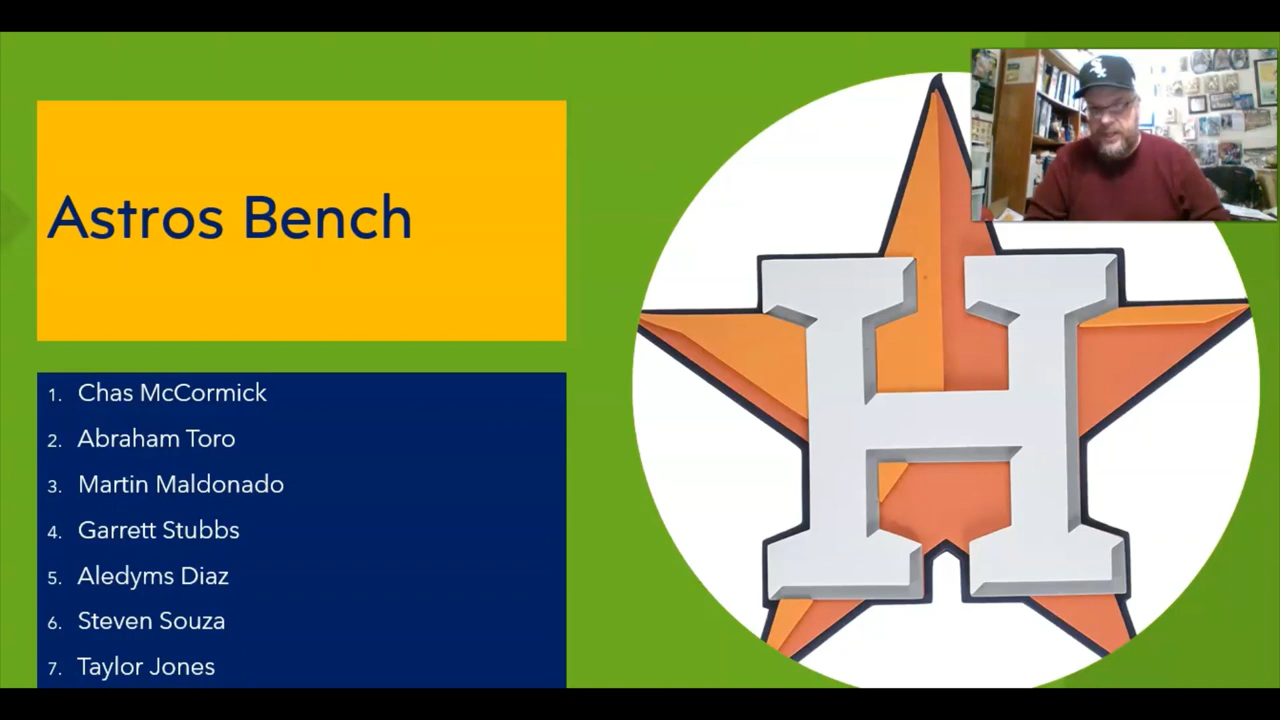 Astros Bench
1. Chas McCormick
2. Abraham Toro
3. Martin Maldonado
4. Garrett Stubbs
5. Aledyms Diaz
6. Steven Souza
7. Taylor Jones
H